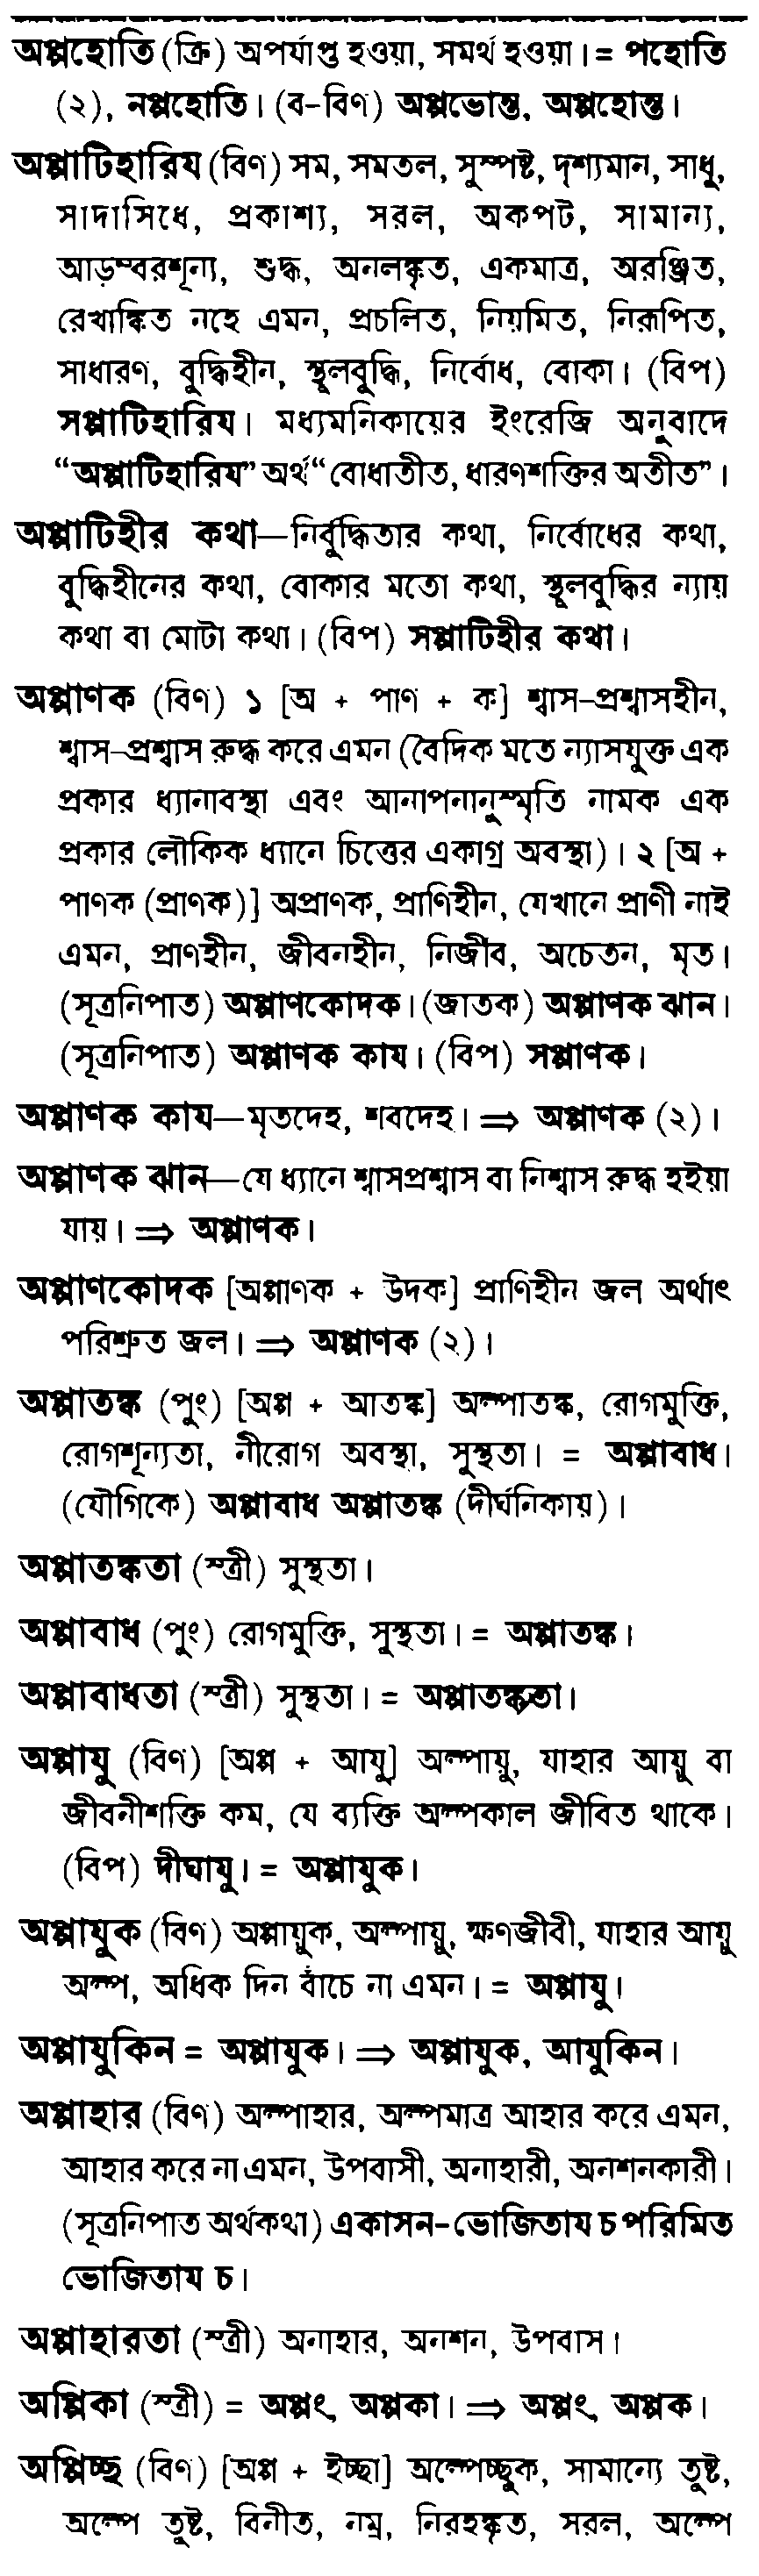 অপ্পহোতি (ক্রি) অপর্যাপ্ত হওয়া, সমর্থ হওয়া। = পহোতি
(২), নপ্পহোতি। (ব-বিণ) অপ্পভোন্ত, অপ্পহোন্ত।
অপ্পাটিহারিয (বিণ) সম, সমতল, সুস্পষ্ট, দৃশ্যমান, সাধু,
সাদাসিধে, প্রকাশ্য, সরল, অকপট, সামান্য,
আড়ম্বরশূন্য, শুদ্ধ, অনলঙ্কৃত, একমাত্র, অরঞ্জিত,
রেখাঙ্কিত নহে এমন, প্রচলিত, নিয়মিত, নিরূপিত,
সাধারণ, বুদ্ধিহীন, স্থূলবুদ্ধি, নির্বোধ, বোকা। (বিপ)
সপ্পাটিহারিয। মধ্যমনিকায়ের ইংরেজি অনুবাদে
“অপ্পাটিহারিয” অর্থ “বোধাতীত, ধারণশক্তির অতীত”।
অপ্পাটিহীর কথা—নির্বুদ্ধিতার কথা, নির্বোধের কথা,
বুদ্ধিহীনের কথা, বোকার মতো কথা, স্থূলবুদ্ধির ন্যায়
কথা বা মোটা কথা। (বিপ) সপ্পাটিহীর কথা।
অপ্পাণক (বিণ) ১ [অ + পাণ + ক] শ্বাস-প্রশ্বাসহীন,
শ্বাস-প্রশ্বাস রুদ্ধ করে এমন (বৈদিক মতে ন্যাসযুক্ত এক
প্রকার ধ্যানাবস্থা এবং আনাপনানুস্মৃতি নামক এক
প্রকার লৌকিক ধ্যানে চিত্তের একাগ্র অবস্থা)। ২ [অ +
পাণক (প্রাণক)] অপ্রাণক, প্রাণিহীন, যেখানে প্রাণী নাই
এমন, প্রাণহীন, জীবনহীন, নির্জীব, অচেতন, মৃত।
(সূত্রনিপাত) অপ্পাণকোদক। (জাতক) অপ্পাণক ঝান।
(সূত্রনিপাত) অপ্পাণক কায। (বিপ) সপ্পাণক।
অপ্পাণক কায—মৃতদেহ, শবদেহ। ⇒ অপ্পাণক (২)।
অপ্পাণক ঝান—যে ধ্যানে শ্বাসপ্রশ্বাস বা নিশ্বাস রুদ্ধ হইয়া
যায়। ⇒ অপ্পাণক।
অপ্পাণকোদক [অপ্পাণক + উদক] প্রাণিহীন জল অর্থাৎ
পরিশ্রুত জল। ⇒ অপ্পাণক (২)।
অপ্পাতঙ্ক (পুং) [অপ্প + আতঙ্ক] অল্পাতঙ্ক, রোগমুক্তি,
রোগশূন্যতা, নীরোগ অবস্থা, সুস্থতা। = অপ্পাবাধ।
(যৌগিকে) অপ্পাবাধ অপ্পাতঙ্ক (দীর্ঘনিকায়)।
অপ্পাতঙ্কতা (স্ত্রী) সুস্থতা।
অপ্পাবাধ (পুং) রোগমুক্তি, সুস্থতা। = অপ্পাতঙ্ক।
অপ্পাবাধতা (স্ত্রী) সুস্থতা। = অপ্পাতঙ্কতা।
অপ্পাযু (বিণ) [অপ্প + আযু] অল্পায়ু, যাহার আয়ু বা
জীবনীশক্তি কম, যে ব্যক্তি অল্পকাল জীবিত থাকে।
(বিপ) দীঘাযু। = অপ্পাযুক।
অপ্পাযুক (বিণ) অপ্পায়ুক, অল্পায়ু, ক্ষণজীবী, যাহার আয়ু
অল্প, অধিক দিন বাঁচে না এমন। = অপ্পাযু।
অপ্পাযুকিন = অপ্পাযুক। ⇒ অপ্পাযুক, আযুকিন।
অপ্পাহার (বিণ) অল্পাহার, অল্পমাত্র আহার করে এমন,
আহার করে না এমন, উপবাসী, অনাহারী, অনশনকারী।
(সূত্রনিপাত অর্থকথা) একাসন-ভোজিতায চ পরিমিত
ভোজিতায চ।
অপ্পাহারতা (স্ত্রী) অনাহার, অনশন, উপবাস।
অপ্পিকা (স্ত্রী) = অপ্পং, অপ্পকা। ⇒ অপ্পং, অপ্পক।
অপ্পিচ্ছ (বিণ) [অপ্প + ইচ্ছা] অল্পেচ্ছুক, সামান্যে তুষ্ট,
অল্পে তুষ্ট, বিনীত, নম্র, নিরহঙ্কৃত, সরল, অল্পে